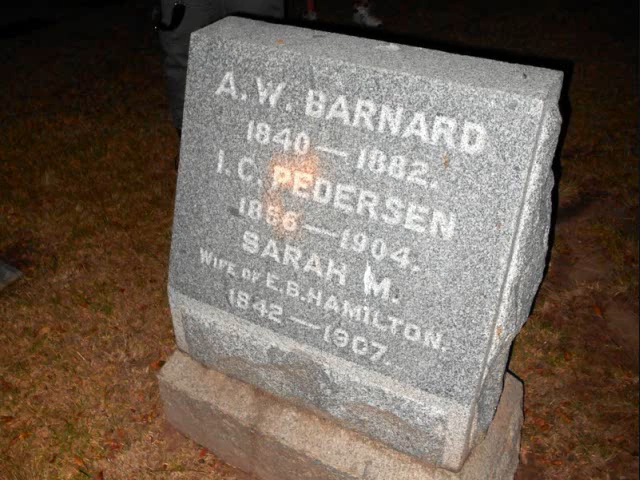 A. W. BARNARD
1840 — 1882.
I. C. PEDERSEN
1866 — 1904.
SARAH M.
WIFE OF E. B. HAMILTON.
1842 — 1907.